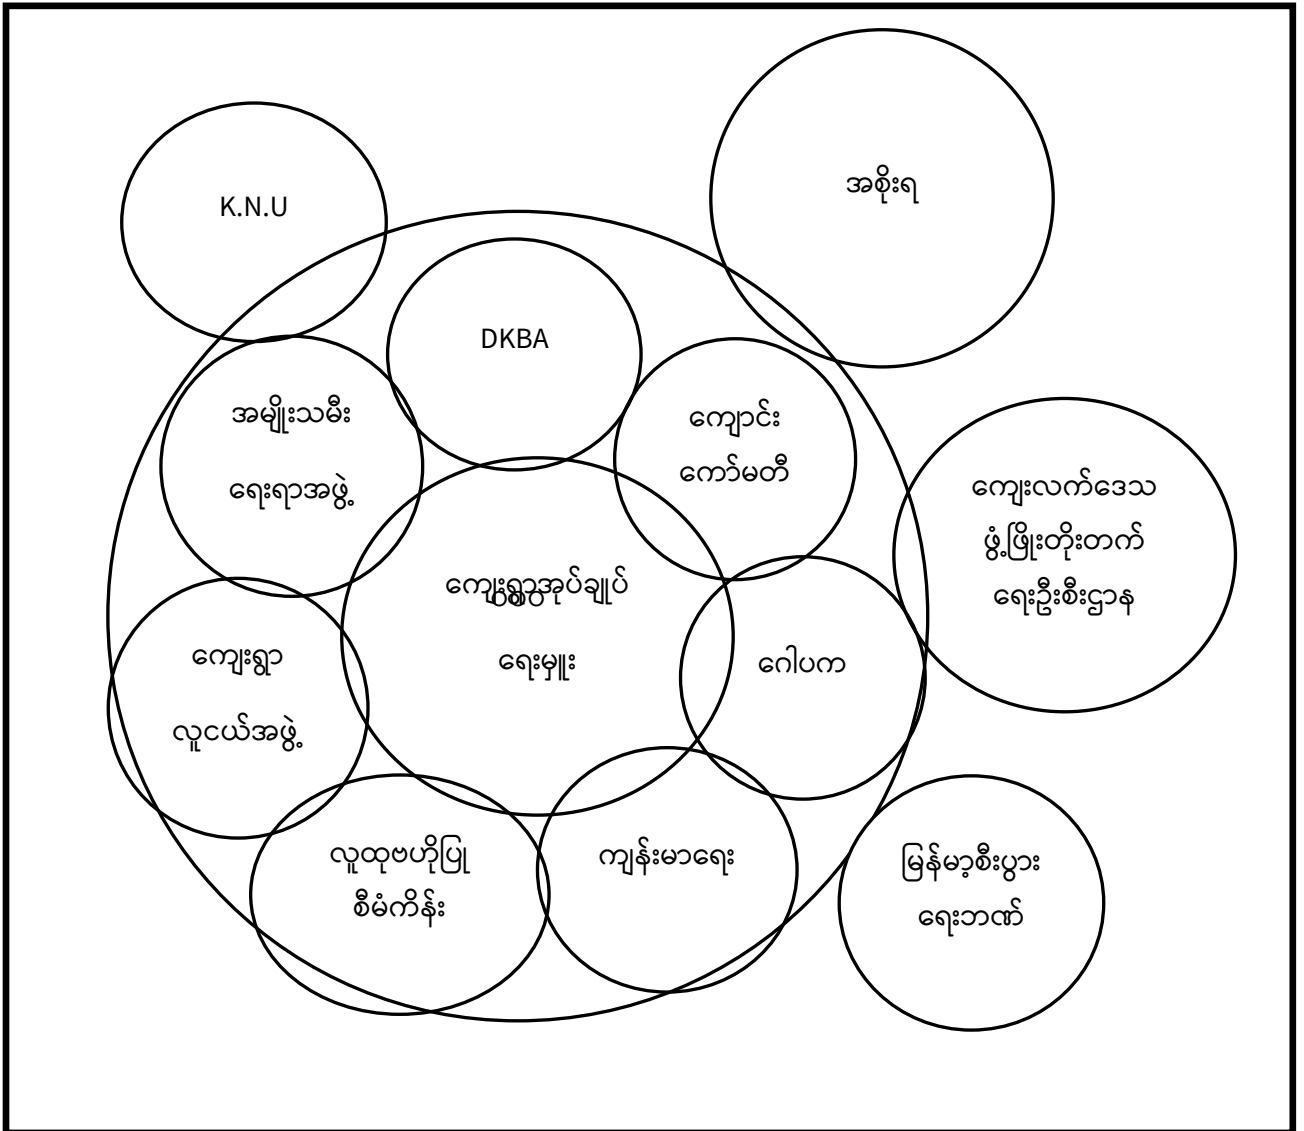 K.N.U
အစိုးရ
DKBA
အမျိုးသမီး
ရေးရာအဖွဲ့
ကျောင်း
ကော်မတီ
ကျေးလက်ဒေသ
ဖွံ့ဖြိုးတိုးတက်
ရေးဦးစီးဌာန
ကျေးရွာအုပ်ချုပ်
ရေးမှူး
ဂေါပက
ကျေးရွာ
လူငယ်အဖွဲ့
လူထုဗဟိုပြု
စီမံကိန်း
ကျန်းမာရေး
မြန်မာ့စီးပွား
ရေးဘဏ်